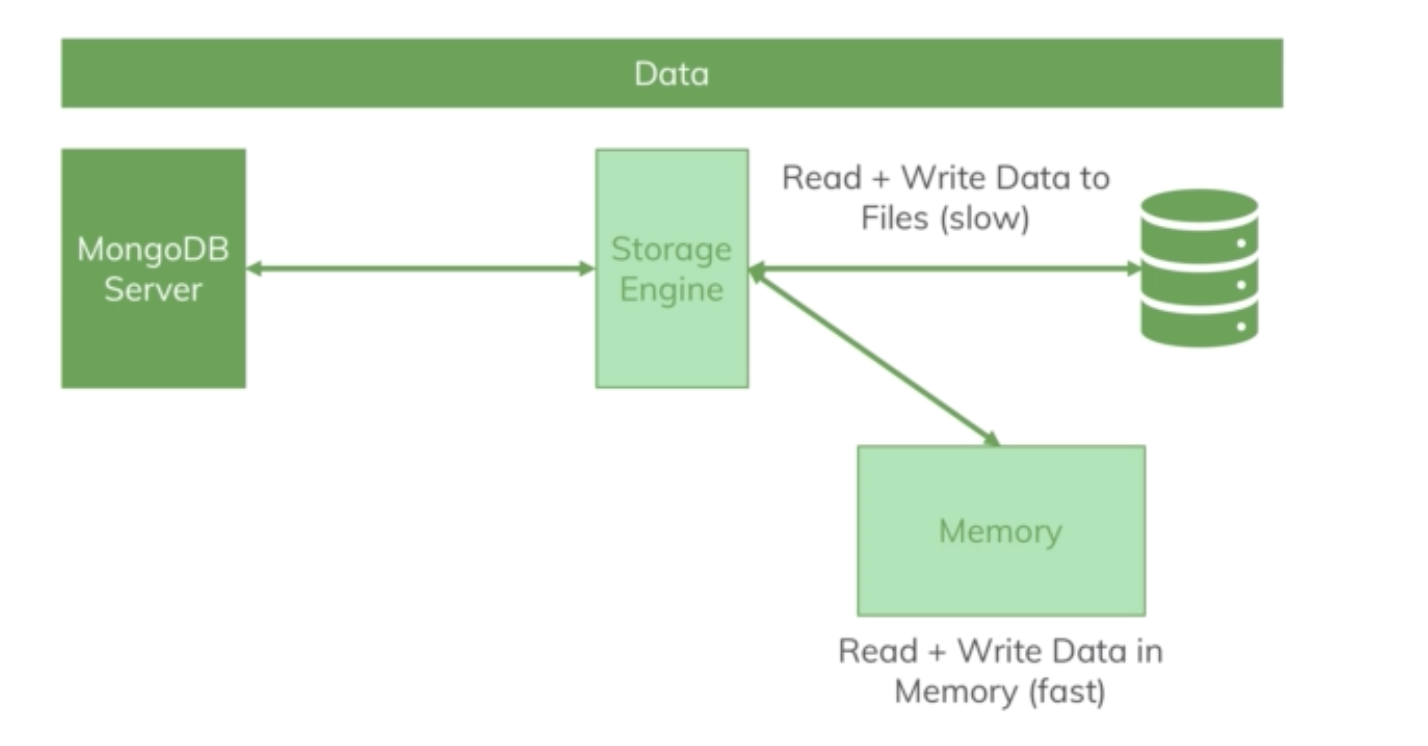 Data
MongoDB
Server
Storage
Engine
Read + Write Data to
Files (slow)
Memory
Read + Write Data in
Memory (fast)